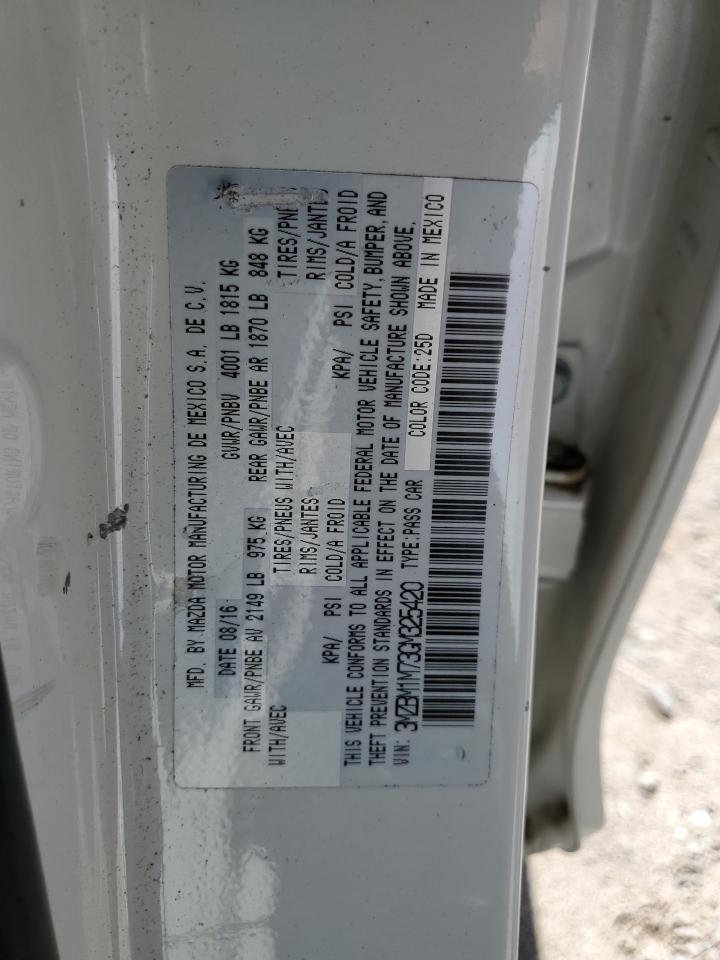 MFD. BY MAZDA MOTOR MANUFACTURING DE MEXICO S.A. DE C.V.
DATE 08/16 GVWR/PNBV 4001 LB 1815 KG
FRONT GAWR/PNBE AV 2149 LB 975 KG REAR GAWR/PNBE AR 1870 LB 848 KG
WITH/AVEC TIRES/PNEUS WITH/AVEC TIRES/PNE
RIMS/JANTES RIMS/JANTES
KPA/ PSI COLD/A FROID KPA/ PSI COLD/A FROID
THIS VEHICLE CONFORMS TO ALL APPLICABLE FEDERAL MOTOR VEHICLE SAFETY, BUMPER, AND
THEFT PREVENTION STANDARDS IN EFFECT ON THE DATE OF MANUFACTURE SHOWN ABOVE.
VIN: 3MZBM1M73GM325420 TYPE:PASS CAR COLOR CODE:25D MADE IN MEXICO